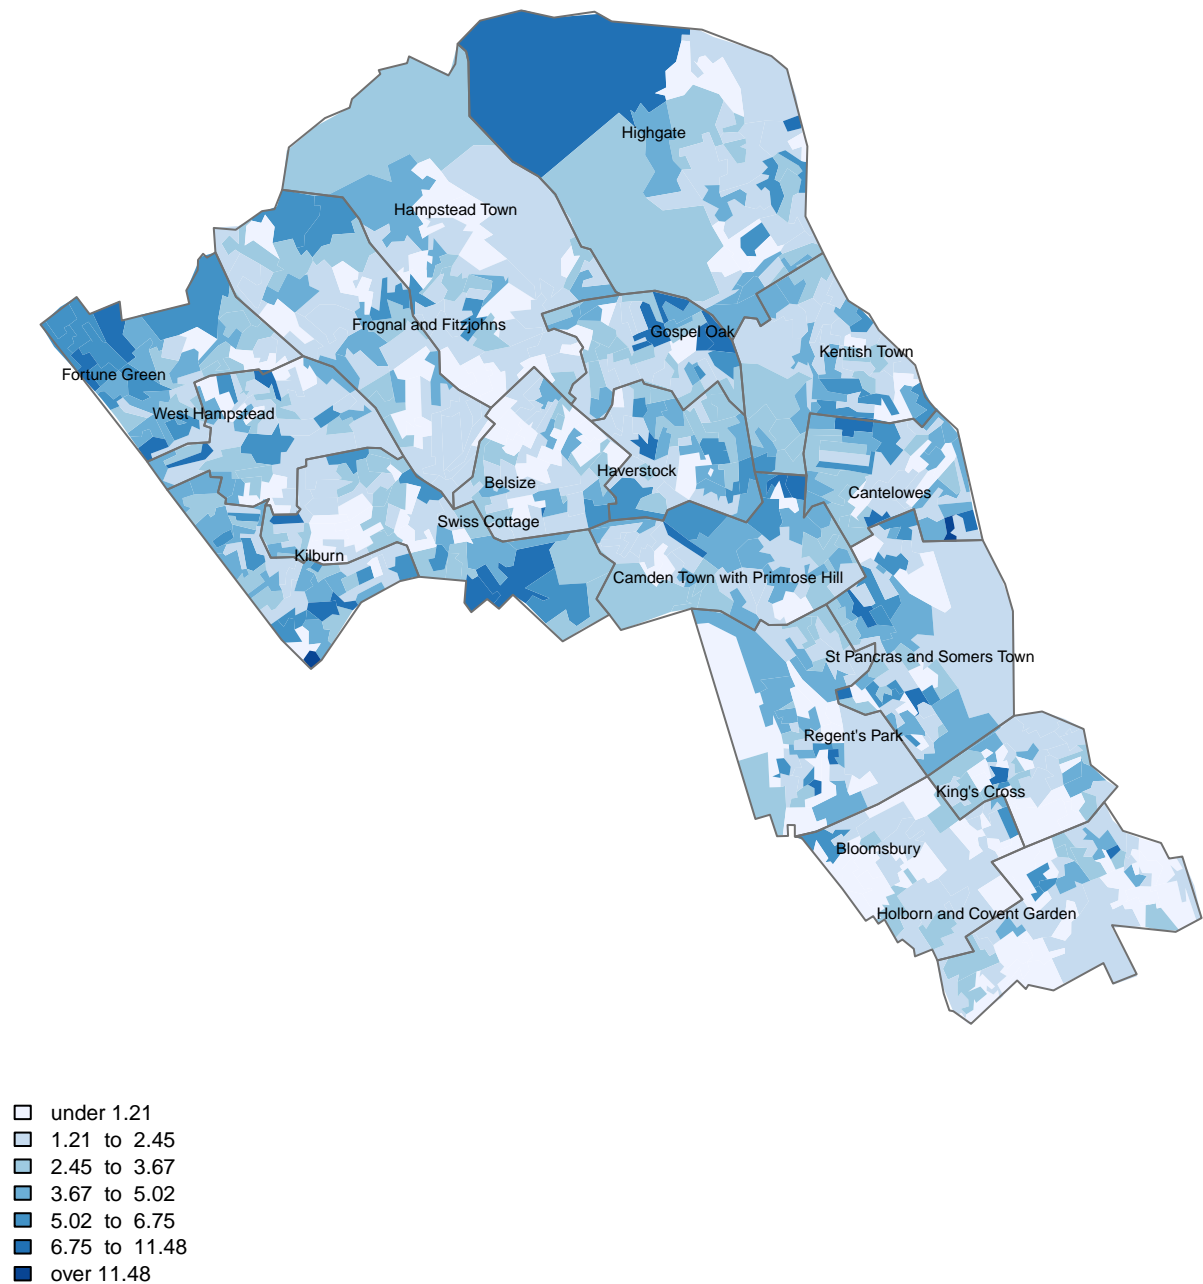 Highgate
Hampstead Town
Frognal and Fitzjohns
Gospel Oak
Kentish Town
Fortune Green
West Hampstead
Haverstock
Belsize
Cantelowes
Swiss Cottage
Kilburn
Camden Town with Primrose Hill
St Pancras and Somers Town
Regent's Park
King's Cross
Bloomsbury
Holborn and Covent Garden
under 1.21
1.21 to 2.45
2.45 to 3.67
3.67 to 5.02
5.02 to 6.75
6.75 to 11.48
over 11.48